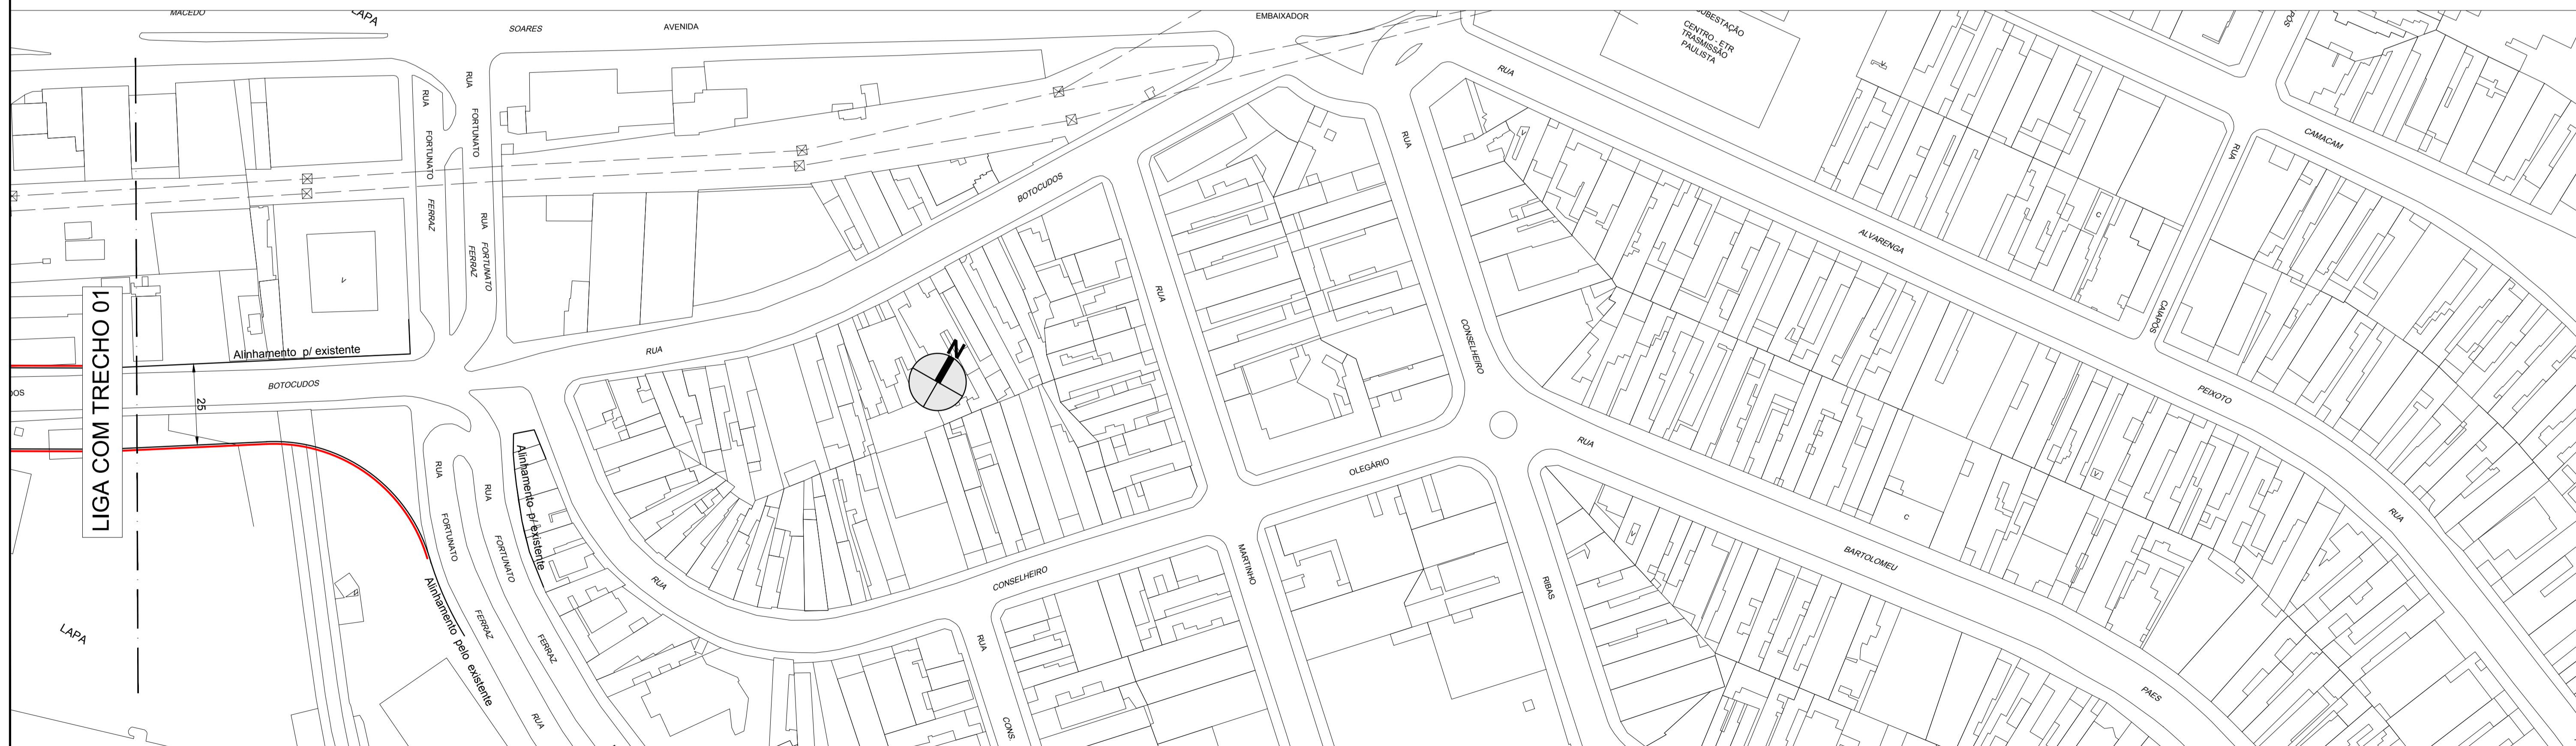 MACEDO
LAPA
SOARES
AVENIDA
EMBAIXADOR
SUBESTAÇÃO
CENTRO - ETR
TRASMISSÃO
PAULISTA
RUA
RUA
RUA
FORTUNATO
FORTUNATO
FERRAZ
RUA
FORTUNATO
FERRAZ
BOTOCUDOS
RUA
RUA
CONSELHEIRO
V
V
ALVARENGA
C
RUA
CAMPOS
CAMACAM
V
LIGA COM TRECHO 01
Alinhamento p/ existente
BOTOCUDOS
25
RUA
N
PEIXOTO
RUA
Alinhamento p/ existente
RUA
FORTUNATO
FERRAZ
RUA
FORTUNATO
FERRAZ
RUA
Alinhamento pelo existente
LAPA
RUA
CONSELHEIRO
RUA
CONS.
MARTINHO
OLEGÁRIO
RIBAS
RUA
BARTOLOMEU
PAES
V
V
C